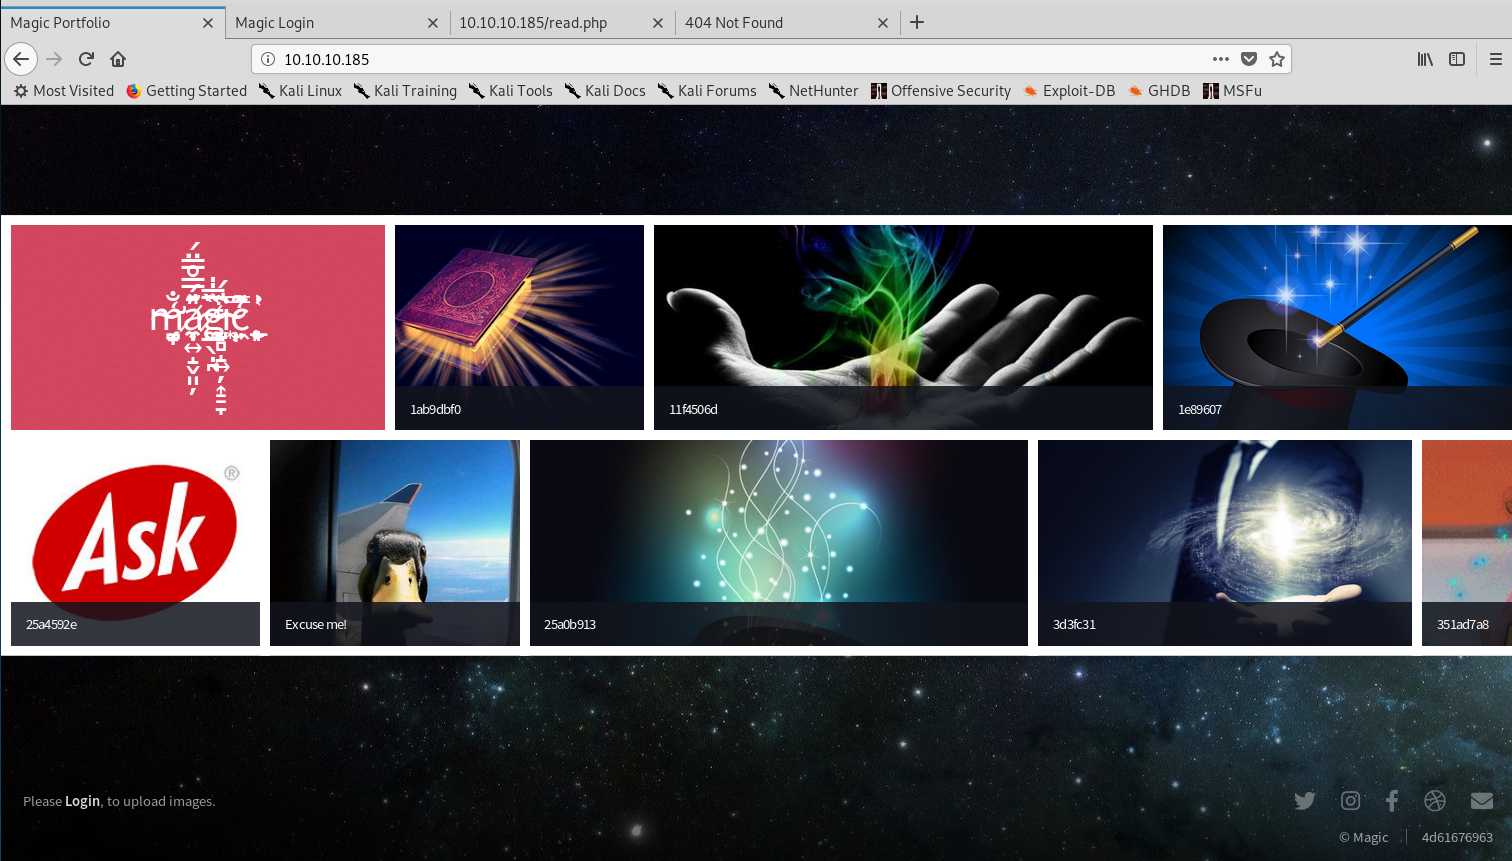 Magic Portfolio
Magic Login
10.10.10.185/read.php
404 Not Found
10.10.10.185
Most Visited
Getting Started
Kali Linux
Kali Training
Kali Tools
Kali Docs
Kali Forums
NetHunter
Offensive Security
Exploit-DB
GHDB
MSFu
1ab9dbf0
11f4506d
1e89607
Ask ®
25a4592e
Excuse me!
25a0b913
3d3fc31
351ad7a8
Please Login, to upload images.
© Magic
4d61676963